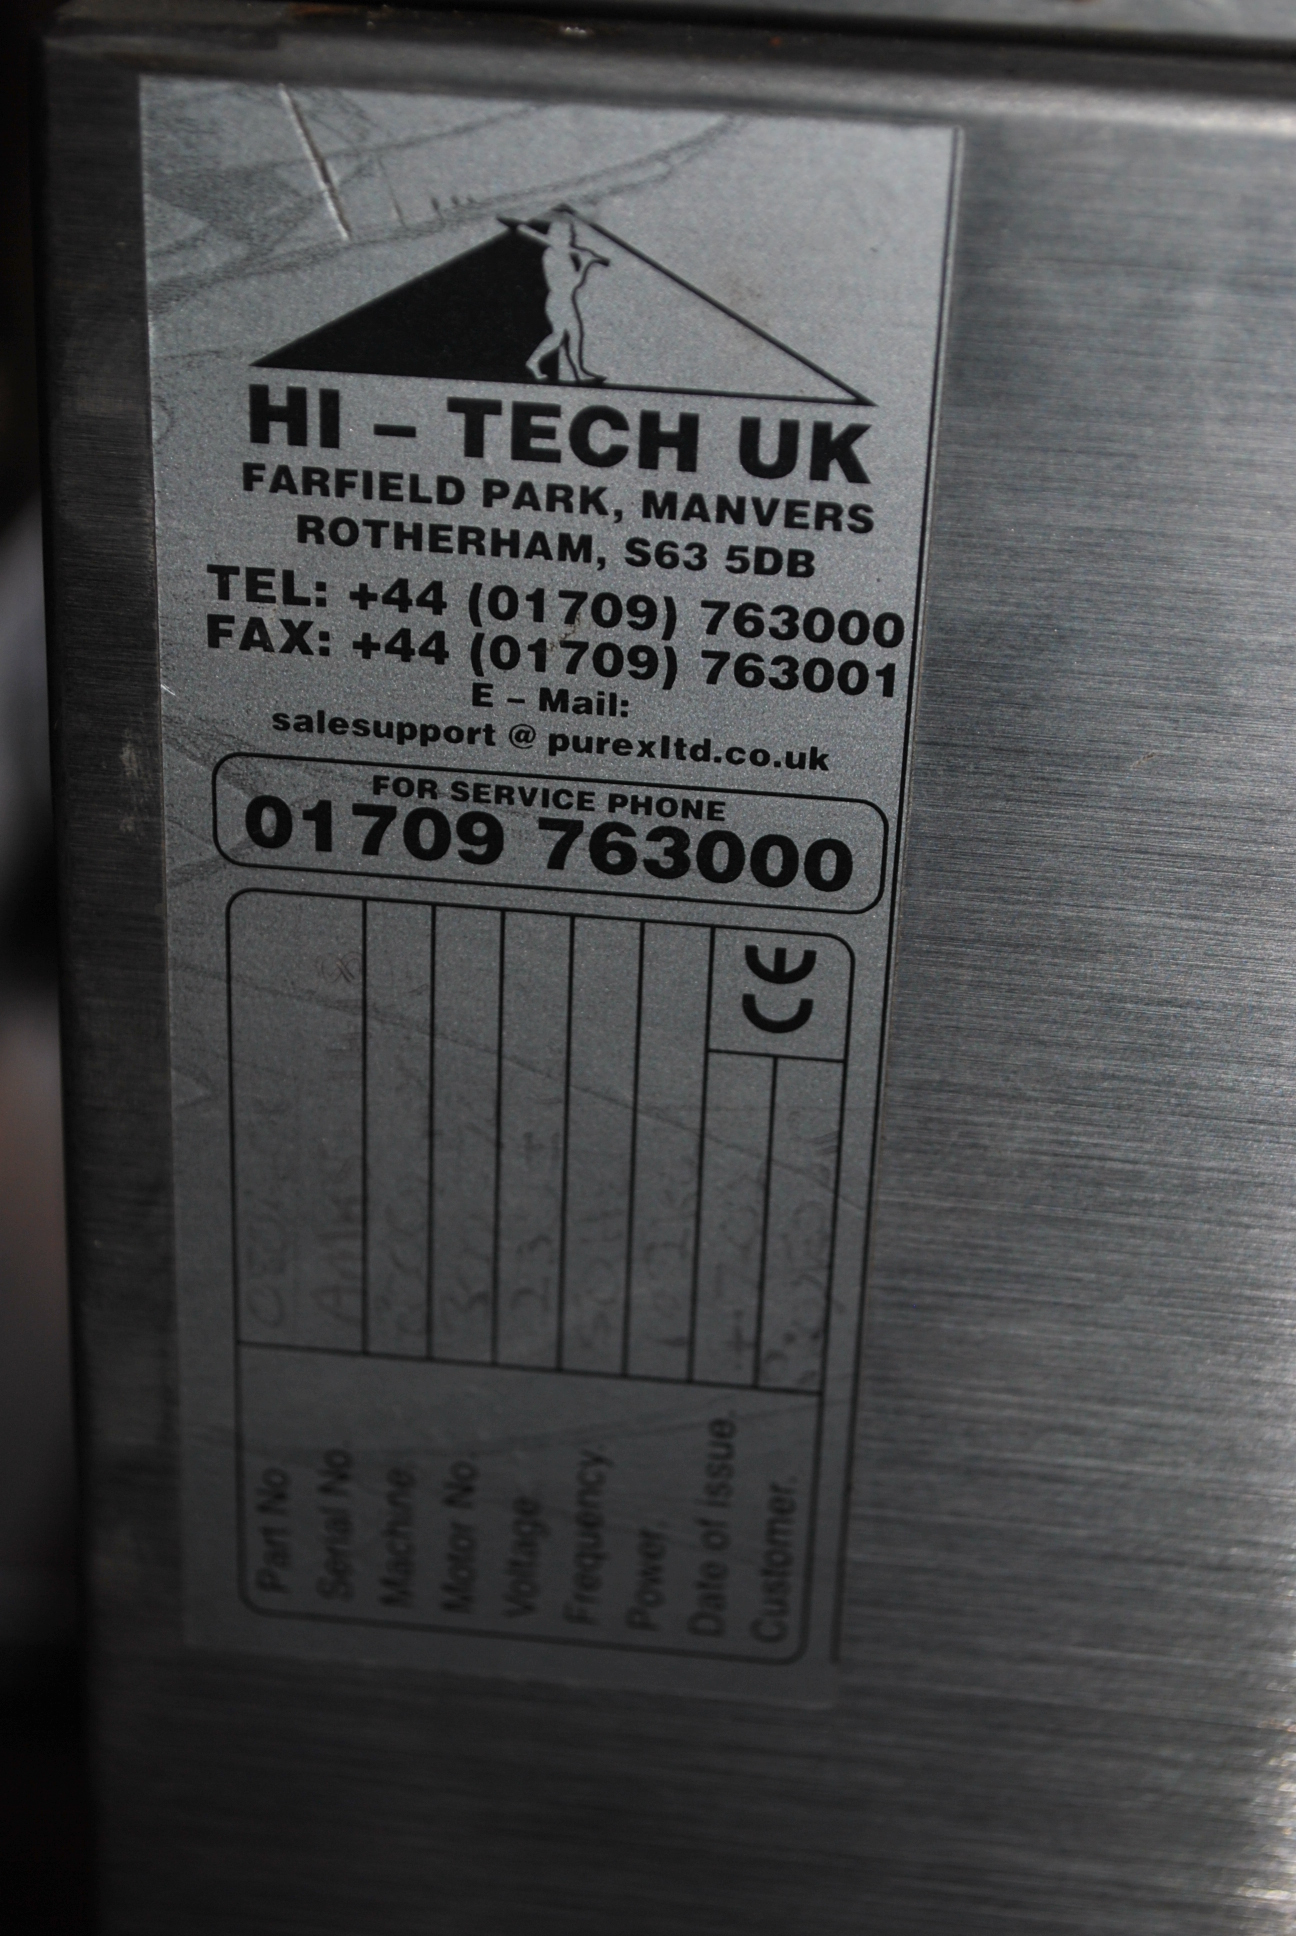 HI – TECH UK
FARFIELD PARK, MANVERS
ROTHERHAM, S63 5DB
TEL: +44 (01709) 763000
FAX: +44 (01709) 763001
E – Mail:
salesupport @ purexltd.co.uk
FOR SERVICE PHONE
01709 763000
CE
Part No
Serial No.
Machine.
Motor No.
Voltage.
Frequency.
Power.
Date of issue.
Customer.